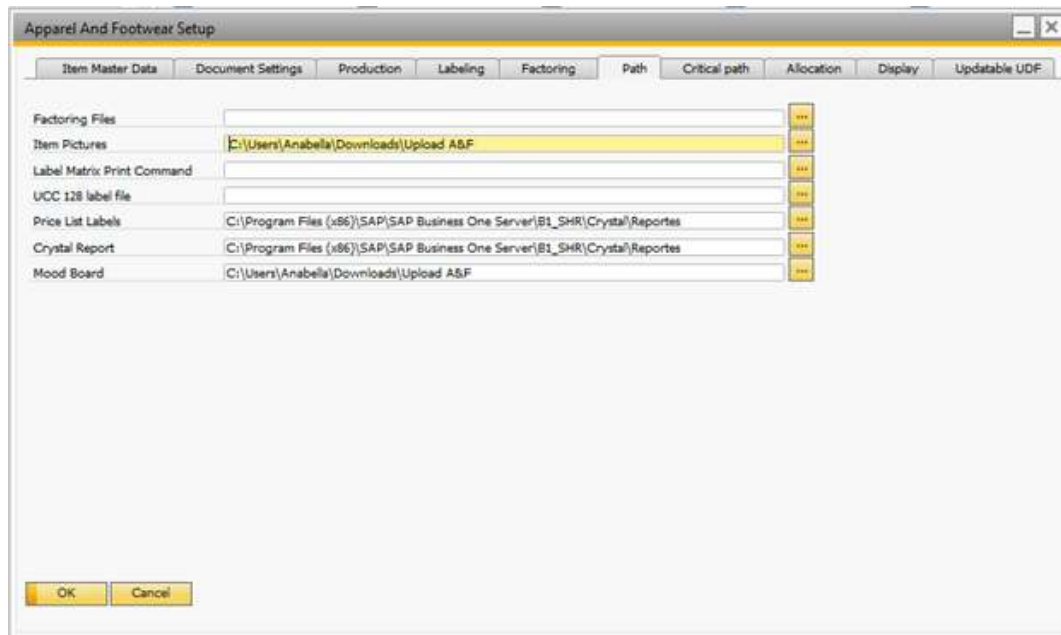 Apparel And Footwear Setup
Item Master Data Document Settings Production Labeling Factoring Path Critical path Allocation Display Updatable UDF
Factoring Files ...
Item Pictures C:\Users\Anabella\Downloads\Upload A&F ...
Label Matrix Print Command ...
UCC 128 label file ...
Price List Labels C:\Program Files (x86)\SAP\SAP Business One Server\B1_SHR\Crystal\Reportes ...
Crystal Report C:\Program Files (x86)\SAP\SAP Business One Server\B1_SHR\Crystal\Reportes ...
Mood Board C:\Users\Anabella\Downloads\Upload A&F ...
OK Cancel